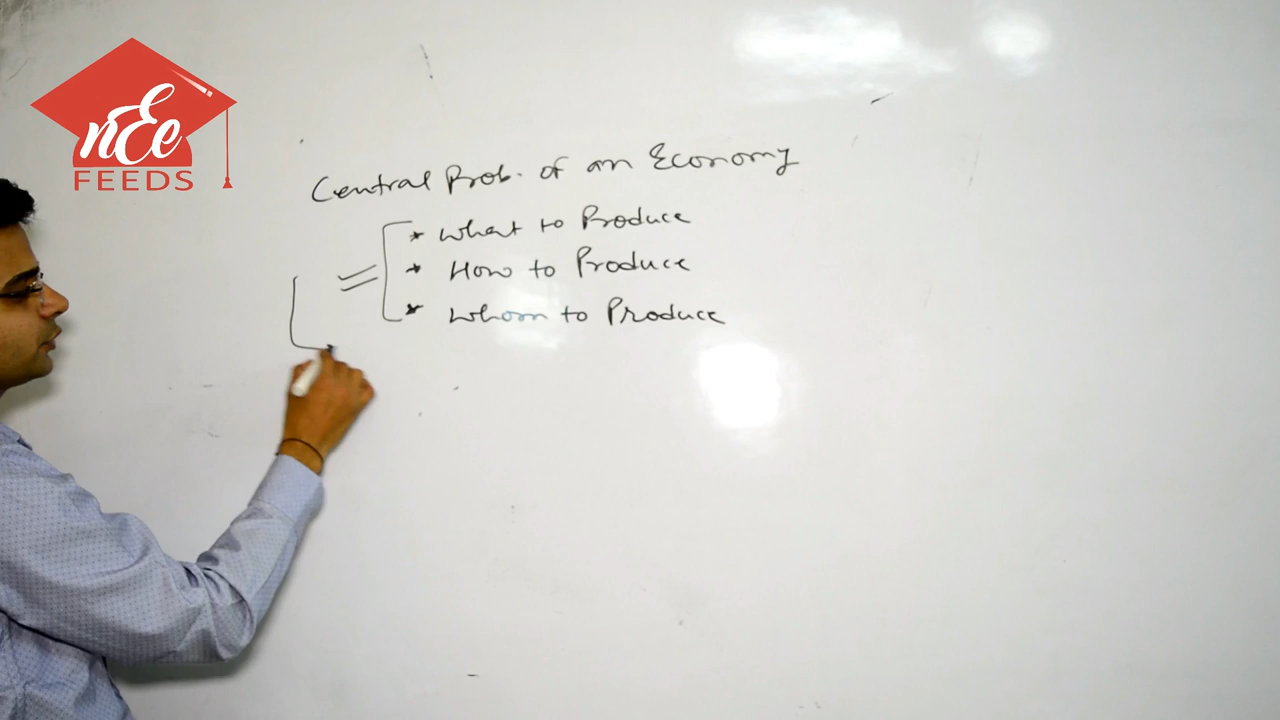 nEe
FEEDS
Central Prob. of an Economy
* What to Produce
* How to Produce
* Whom to Produce